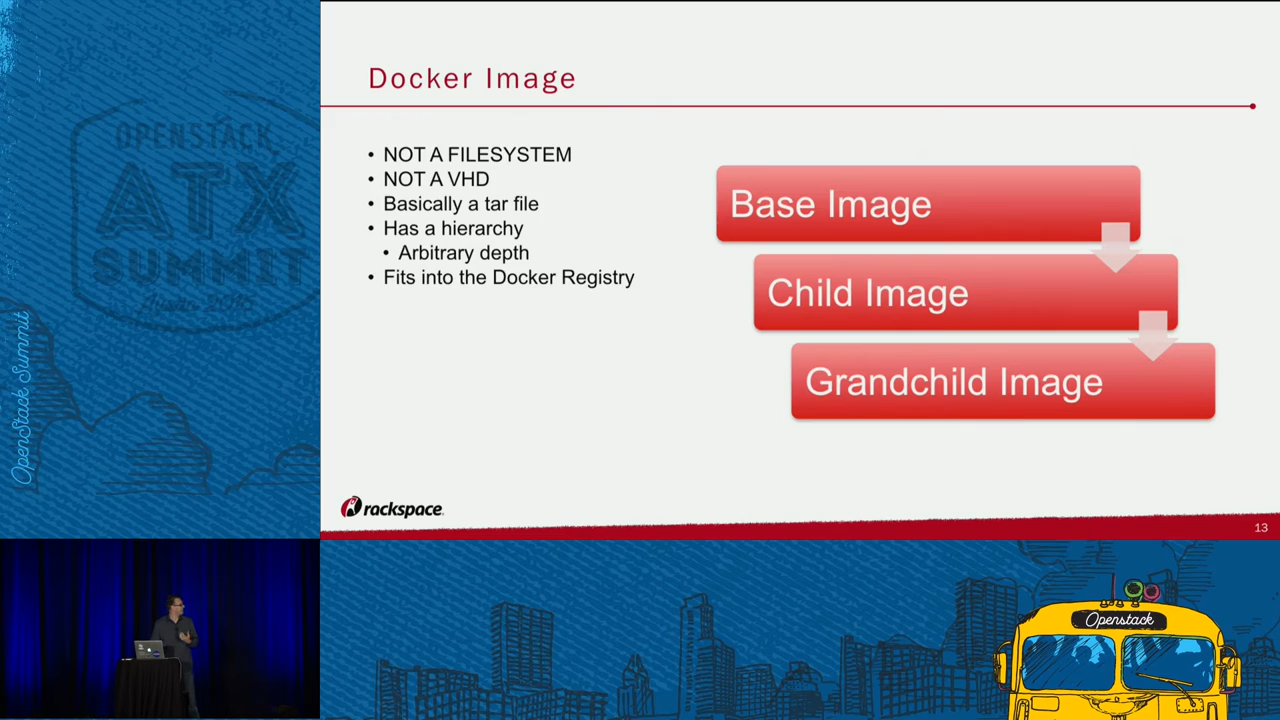 Docker Image
• NOT A FILESYSTEM
• NOT A VHD
• Basically a tar file
• Has a hierarchy
• Arbitrary depth
• Fits into the Docker Registry
Base Image
Child Image
Grandchild Image
rackspace
13
OPENSTACK
ATX
SUMMIT
OpenStack Summit
Openstack